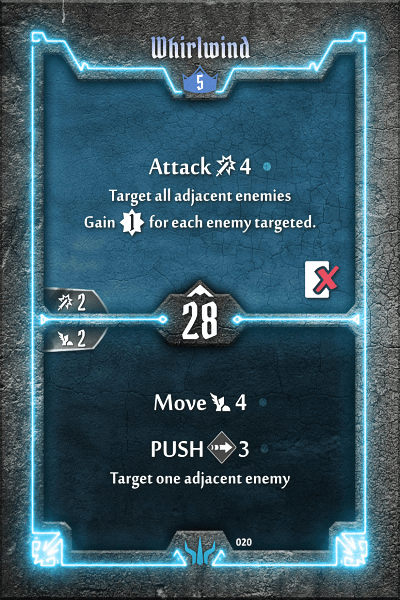 Whirlwind
5
Attack 4
Target all adjacent enemies
Gain 1 for each enemy targeted.
2
28
2
Move 4
PUSH 3
Target one adjacent enemy
020